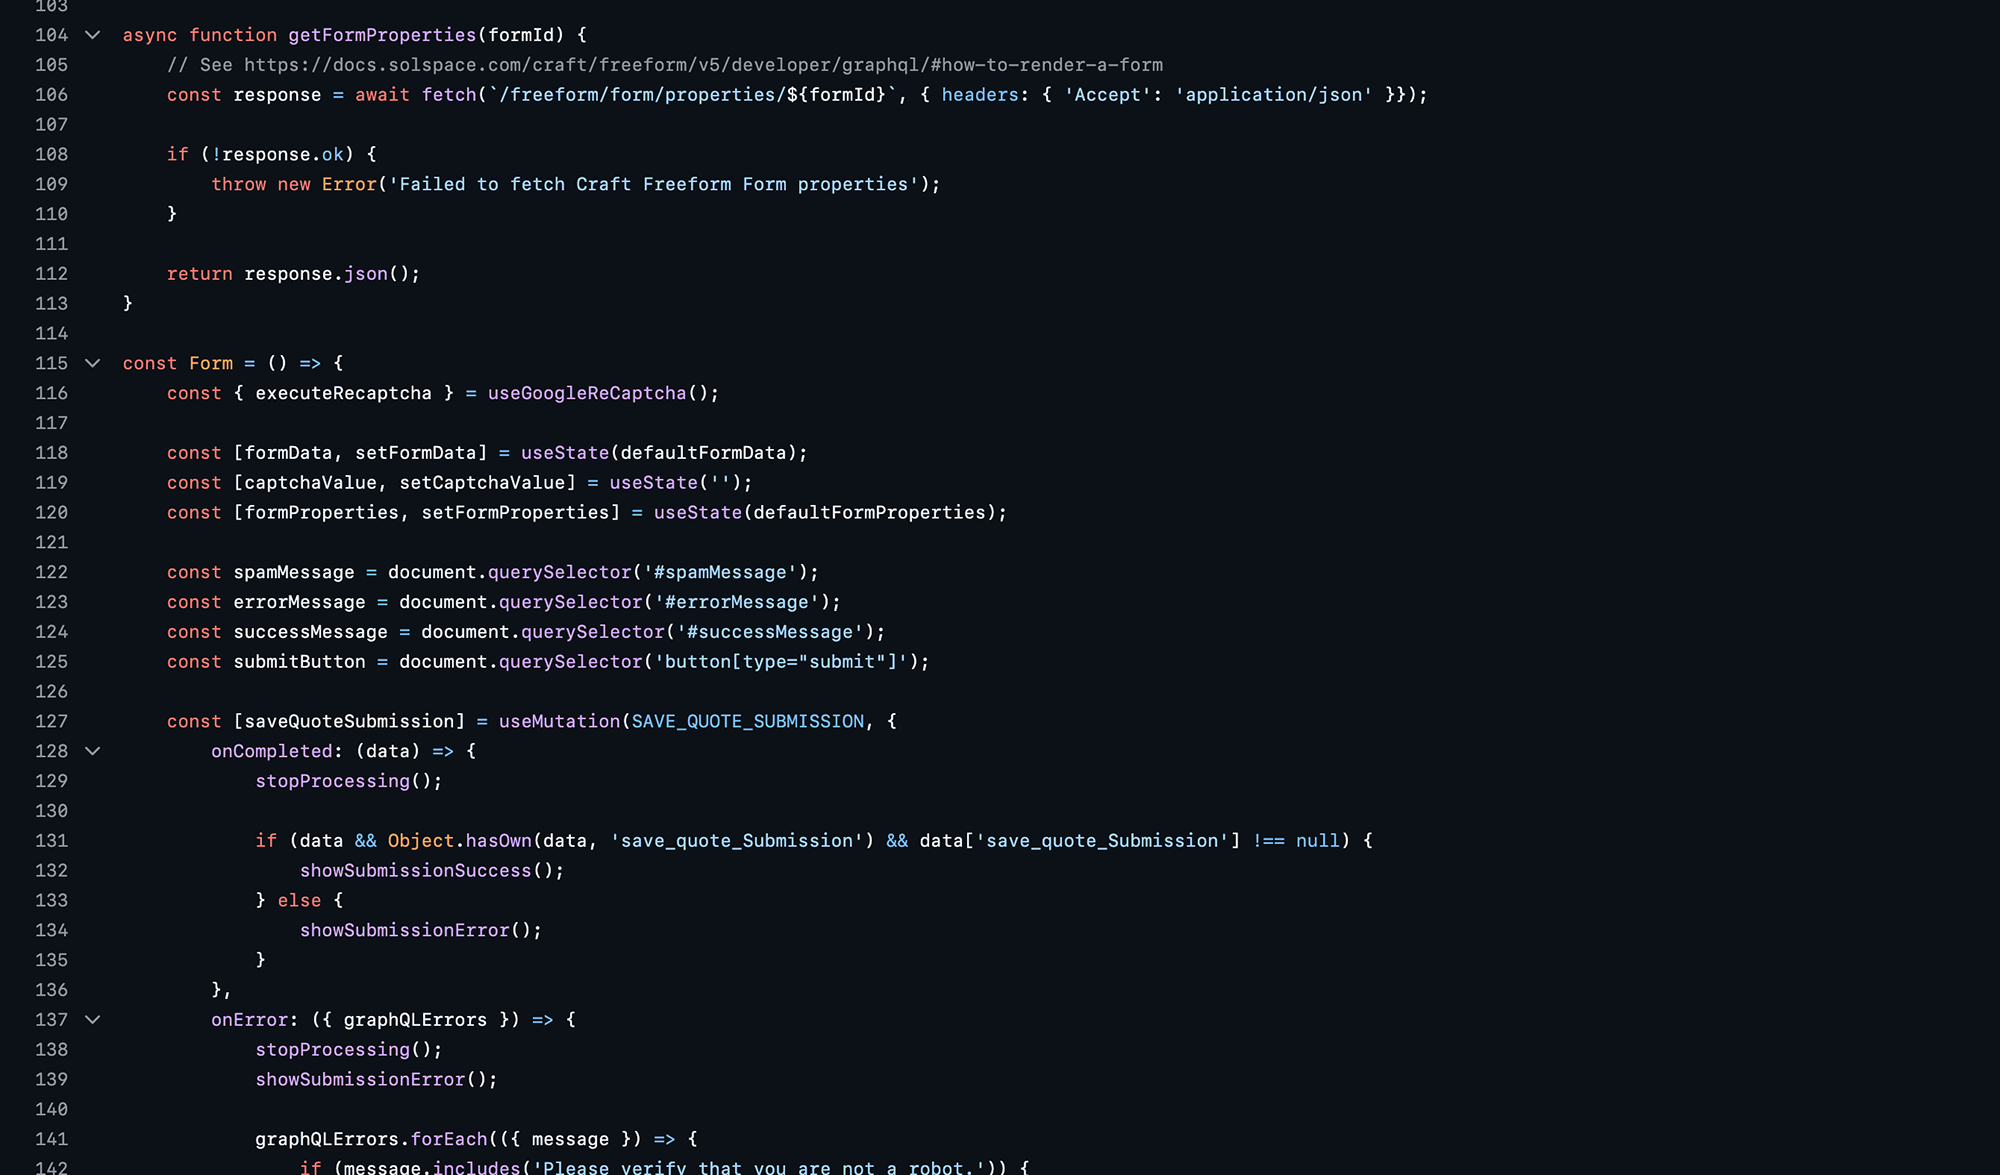 103
104 async function getFormProperties(formId) {
105     // See https://docs.solspace.com/craft/freeform/v5/developer/graphql/#how-to-render-a-form
106     const response = await fetch(`/freeform/form/properties/${formId}`, { headers: { 'Accept': 'application/json' }});
107
108     if (!response.ok) {
109         throw new Error('Failed to fetch Craft Freeform Form properties');
110     }
111
112     return response.json();
113 }
114
115 const Form = () => {
116     const { executeRecaptcha } = useGoogleReCaptcha();
117
118     const [formData, setFormData] = useState(defaultFormData);
119     const [captchaValue, setCaptchaValue] = useState('');
120     const [formProperties, setFormProperties] = useState(defaultFormProperties);
121
122     const spamMessage = document.querySelector('#spamMessage');
123     const errorMessage = document.querySelector('#errorMessage');
124     const successMessage = document.querySelector('#successMessage');
125     const submitButton = document.querySelector('button[type="submit"]');
126
127     const [saveQuoteSubmission] = useMutation(SAVE_QUOTE_SUBMISSION, {
128         onCompleted: (data) => {
129             stopProcessing();
130
131             if (data && Object.hasOwn(data, 'save_quote_Submission') && data['save_quote_Submission'] !== null) {
132                 showSubmissionSuccess();
133             } else {
134                 showSubmissionError();
135             }
136         },
137         onError: ({ graphQLErrors }) => {
138             stopProcessing();
139             showSubmissionError();
140
141             graphQLErrors.forEach(({ message }) => {
142                 if (message.includes('Please verify that you are not a robot.')) {